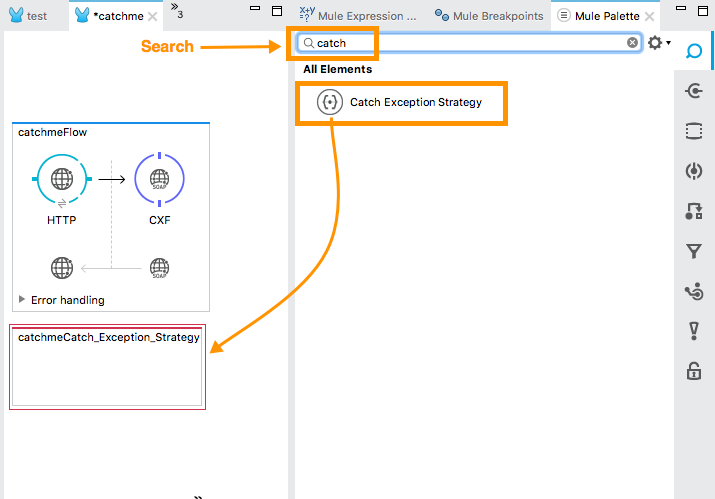 test
*catchme
»3
Mule Expression ...
Mule Breakpoints
Mule Palette
Search
catch
All Elements
Catch Exception Strategy
catchmeFlow
HTTP
CXF
SOAP
SOAP
Error handling
catchmeCatch_Exception_Strategy
»